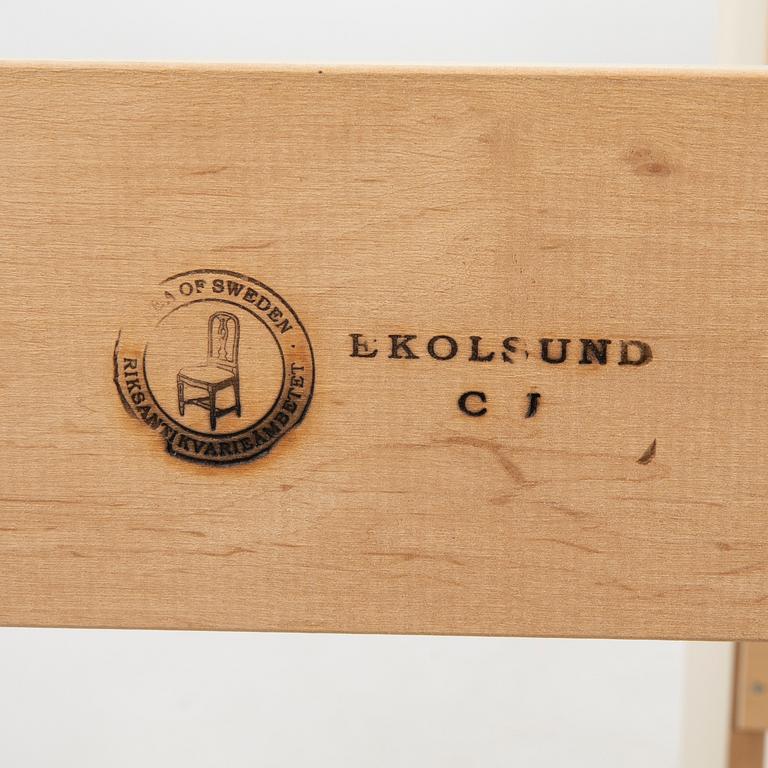 OF SWEDEN
RIKSANTIKVARIEÄMBETET
EKOLSUND
C J